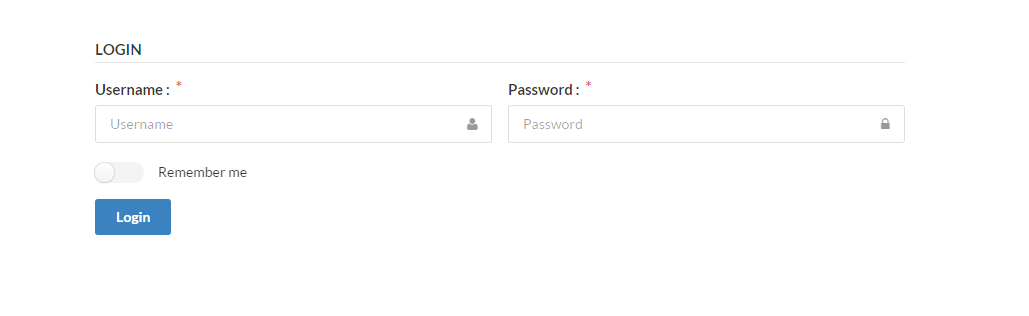 LOGIN
Username : *
Password : *
Username
Password
Remember me
Login